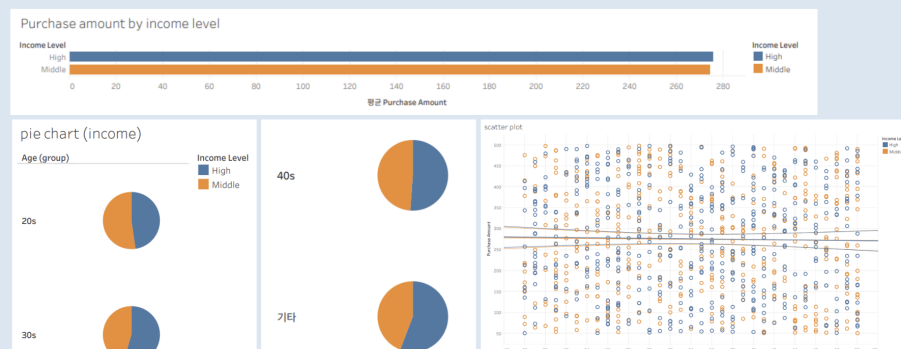 Purchase amount by income level
Income Level
High
Middle
0 20 40 60 80 100 120 140 160 180 200 220 240 260 280
평균 Purchase Amount
Income Level
High
Middle
pie chart (income)
Age (group)
20s
30s
Income Level
High
Middle
40s
기타
scatter plot
Purchase Amount
500
450
400
350
300
250
200
150
100
50
High